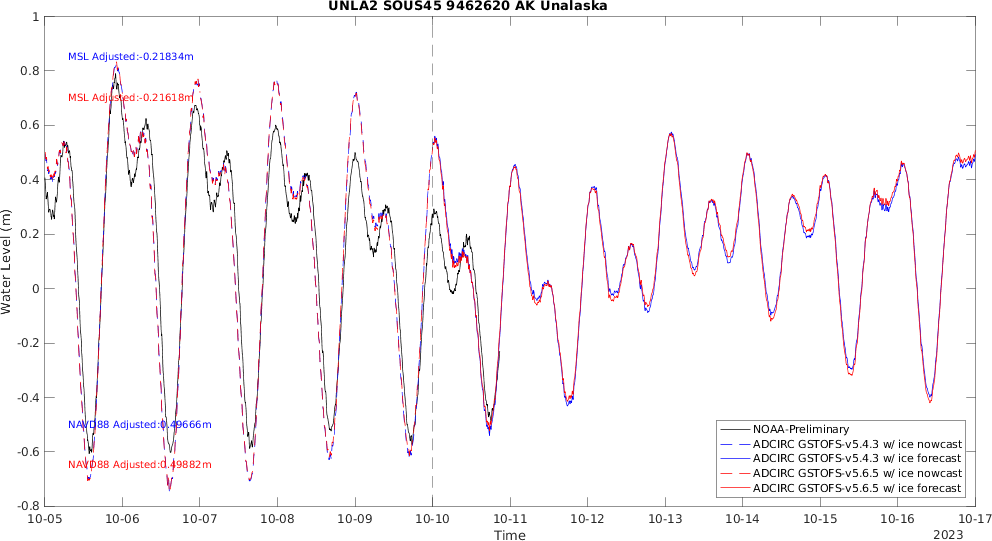 UNLA2 SOUS45 9462620 AK Unalaska
Water Level (m)
1
0.8
0.6
0.4
0.2
0
-0.2
-0.4
-0.6
-0.8
MSL Adjusted:-0.21834m
MSL Adjusted:-0.21618m
NAVD88 Adjusted:0.49666m
NAVD88 Adjusted:0.49882m
NOAA-Preliminary
ADCIRC GSTOFS-v5.4.3 w/ ice nowcast
ADCIRC GSTOFS-v5.4.3 w/ ice forecast
ADCIRC GSTOFS-v5.6.5 w/ ice nowcast
ADCIRC GSTOFS-v5.6.5 w/ ice forecast
10-05 10-06 10-07 10-08 10-09 10-10 10-11 10-12 10-13 10-14 10-15 10-16 10-17
Time
2023